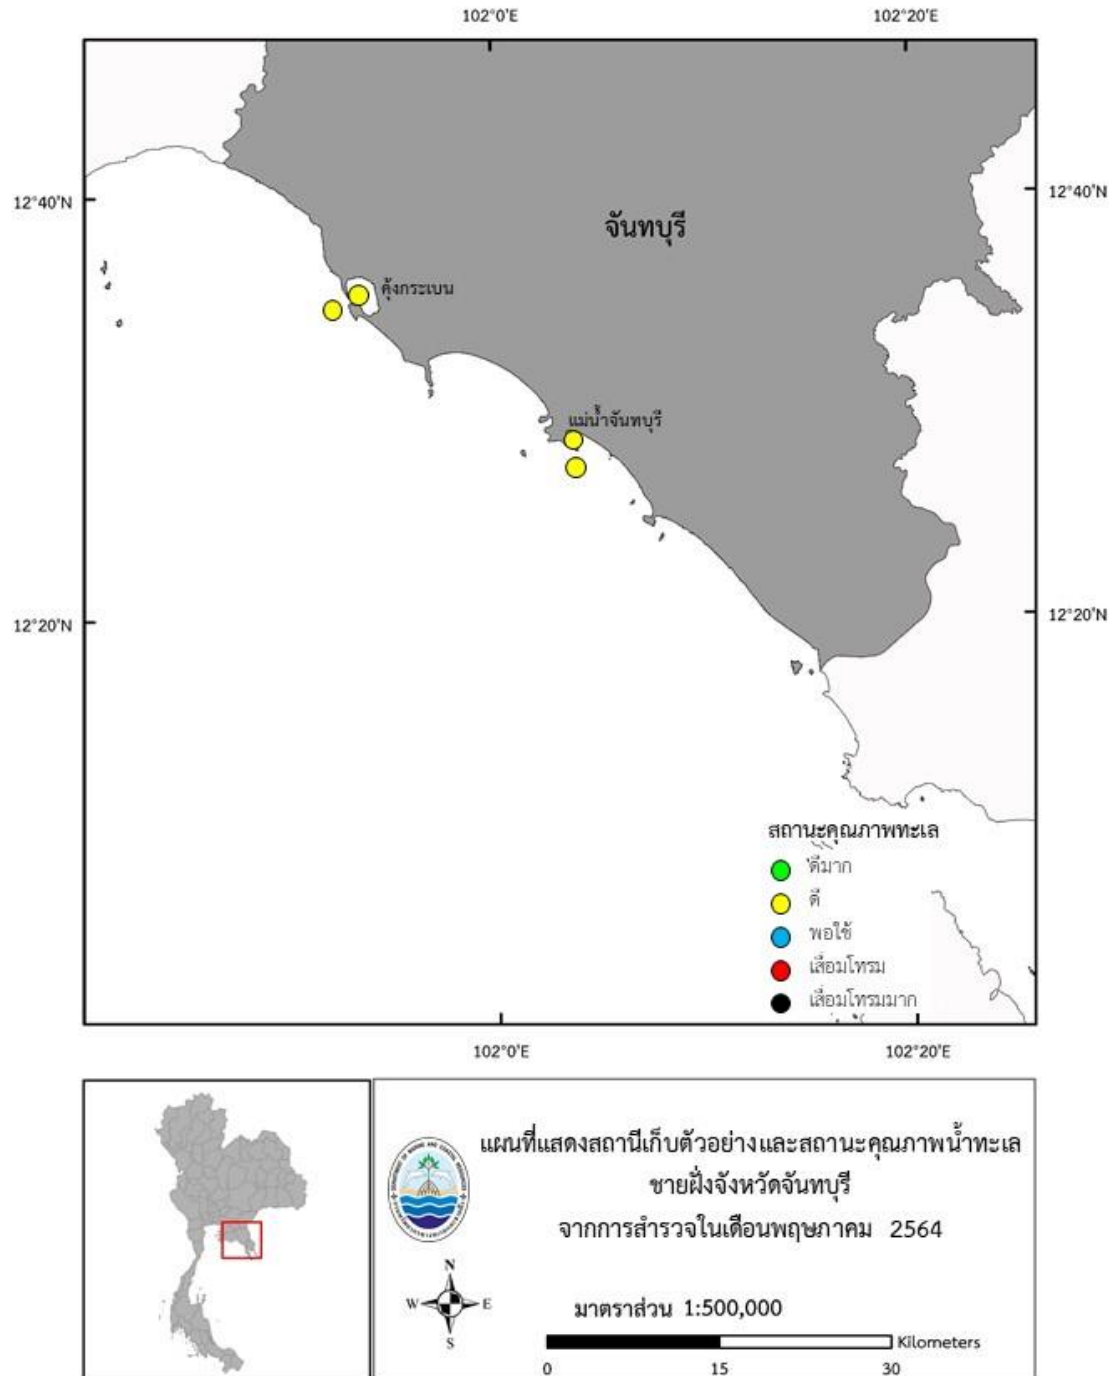 102°0'E
102°20'E
12°40'N
12°40'N
จันทบุรี
คุ้งกระเบน
แม่น้ำจันทบุรี
12°20'N
12°20'N
สถานะคุณภาพทะเล
ดีมาก
ดี
พอใช้
เสื่อมโทรม
เสื่อมโทรมมาก
102°0'E
102°20'E
แผนที่แสดงสถานีเก็บตัวอย่างและสถานะคุณภาพน้ำทะเล
ชายฝั่งจังหวัดจันทบุรี
จากการสำรวจในเดือนพฤษภาคม 2564
DEPARTMENT OF MARINE AND COASTAL RESOURCES
N
W E
S
มาตราส่วน 1:500,000
Kilometers
0 15 30